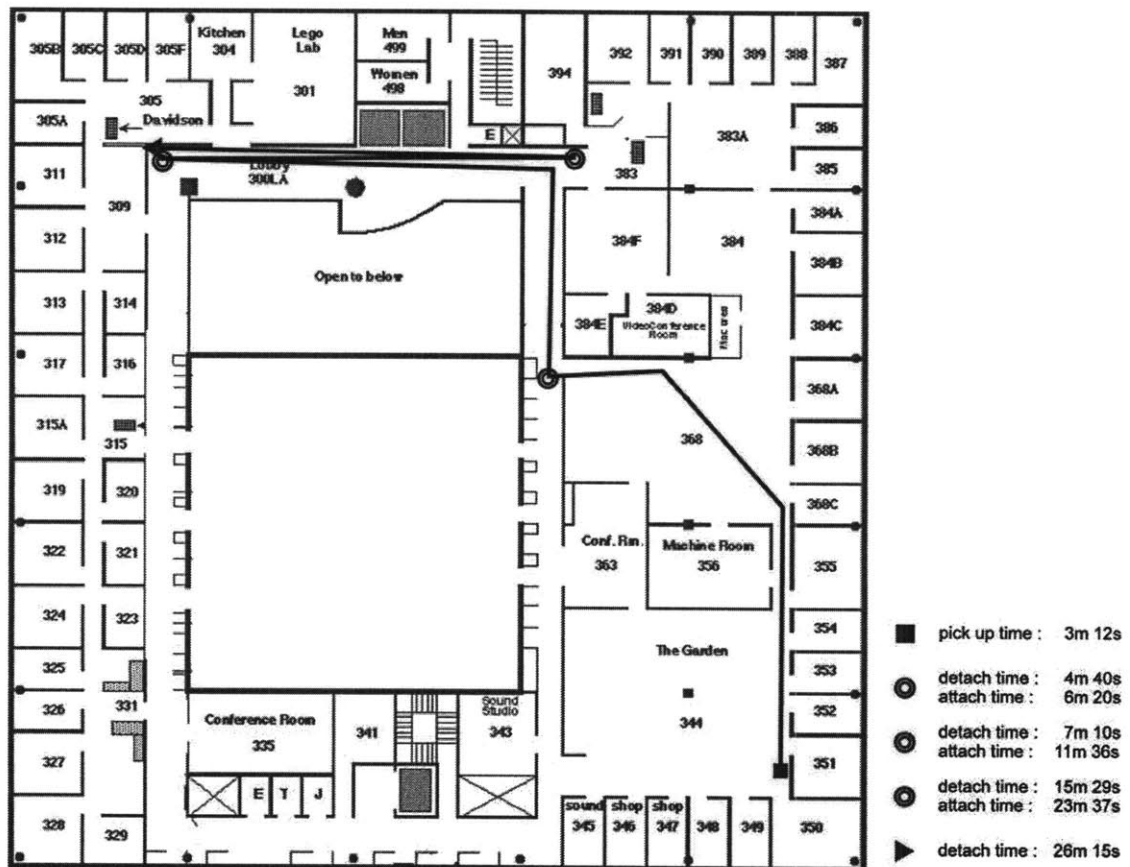 305B 305C 305D 305F Kitchen 304 Lego Lab 301 Men 499 Women 498 394 392 391 390 389 388 387
305A 305 Davidson E 383A 386
311 Lobby 300LA 383 385
309 384A
312 384F 384 384B
Open to below
313 314 384E 384D VideoConference Room Mac area 384C
317 316 368A
315A 315 368 368B
319 320 368C
322 321 Conf. Rm. 363 Machine Room 356 355
324 323 354
325 The Garden 353
326 331 Conference Room 335 341 Sound Studio 343 344 352
327 E T J 351
328 329 sound 345 shop 346 shop 347 348 349 350
pick up time : 3m 12s
detach time : 4m 40s
attach time : 6m 20s
detach time : 7m 10s
attach time : 11m 36s
detach time : 15m 29s
attach time : 23m 37s
detach time : 26m 15s